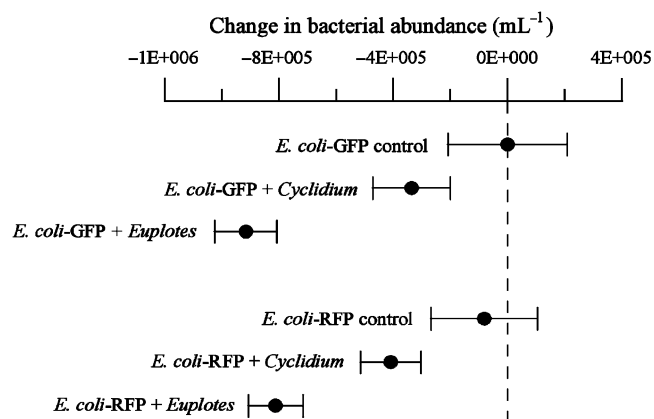 Change in bacterial abundance (mL⁻¹)
−1E+006 −8E+005 −4E+005 0E+000 4E+005
E. coli-GFP control
E. coli-GFP + Cyclidium
E. coli-GFP + Euplotes
E. coli-RFP control
E. coli-RFP + Cyclidium
E. coli-RFP + Euplotes